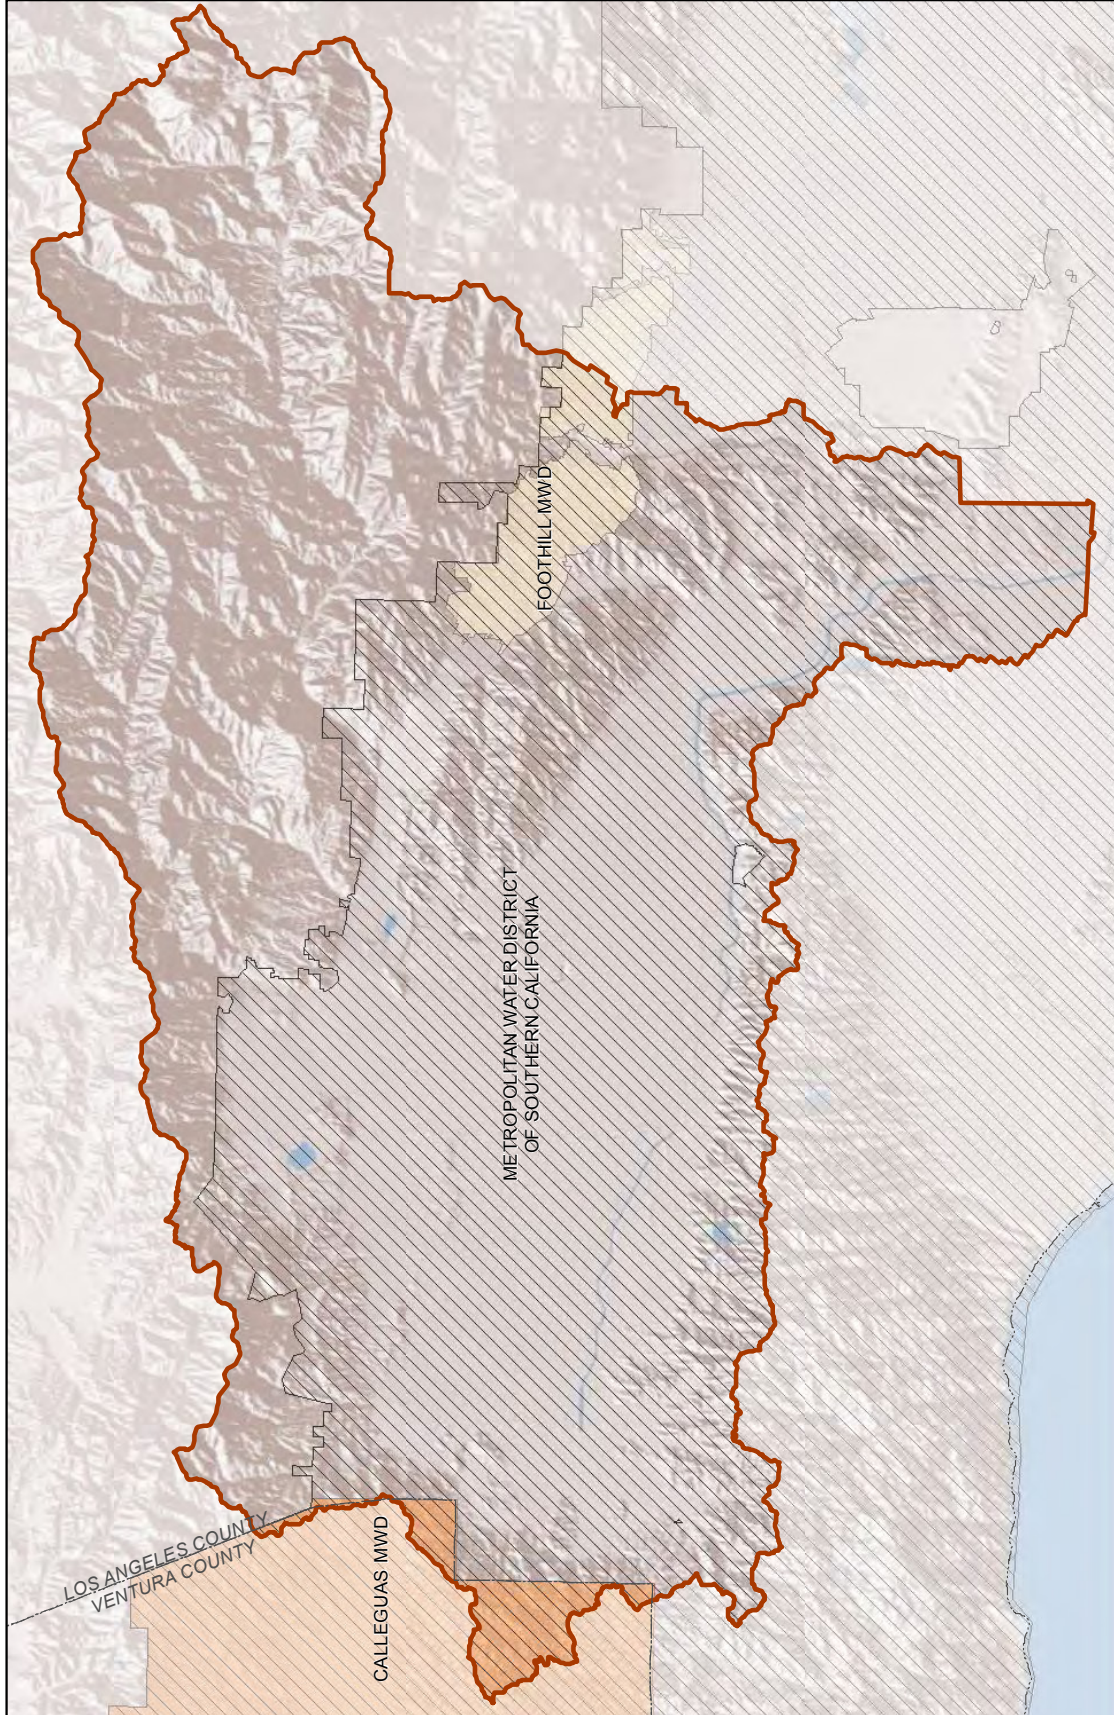 LOS ANGELES COUNTY
VENTURA COUNTY
CALLEGUAS MWD
METROPOLITAN WATER DISTRICT
OF SOUTHERN CALIFORNIA
FOOTHILL MWD